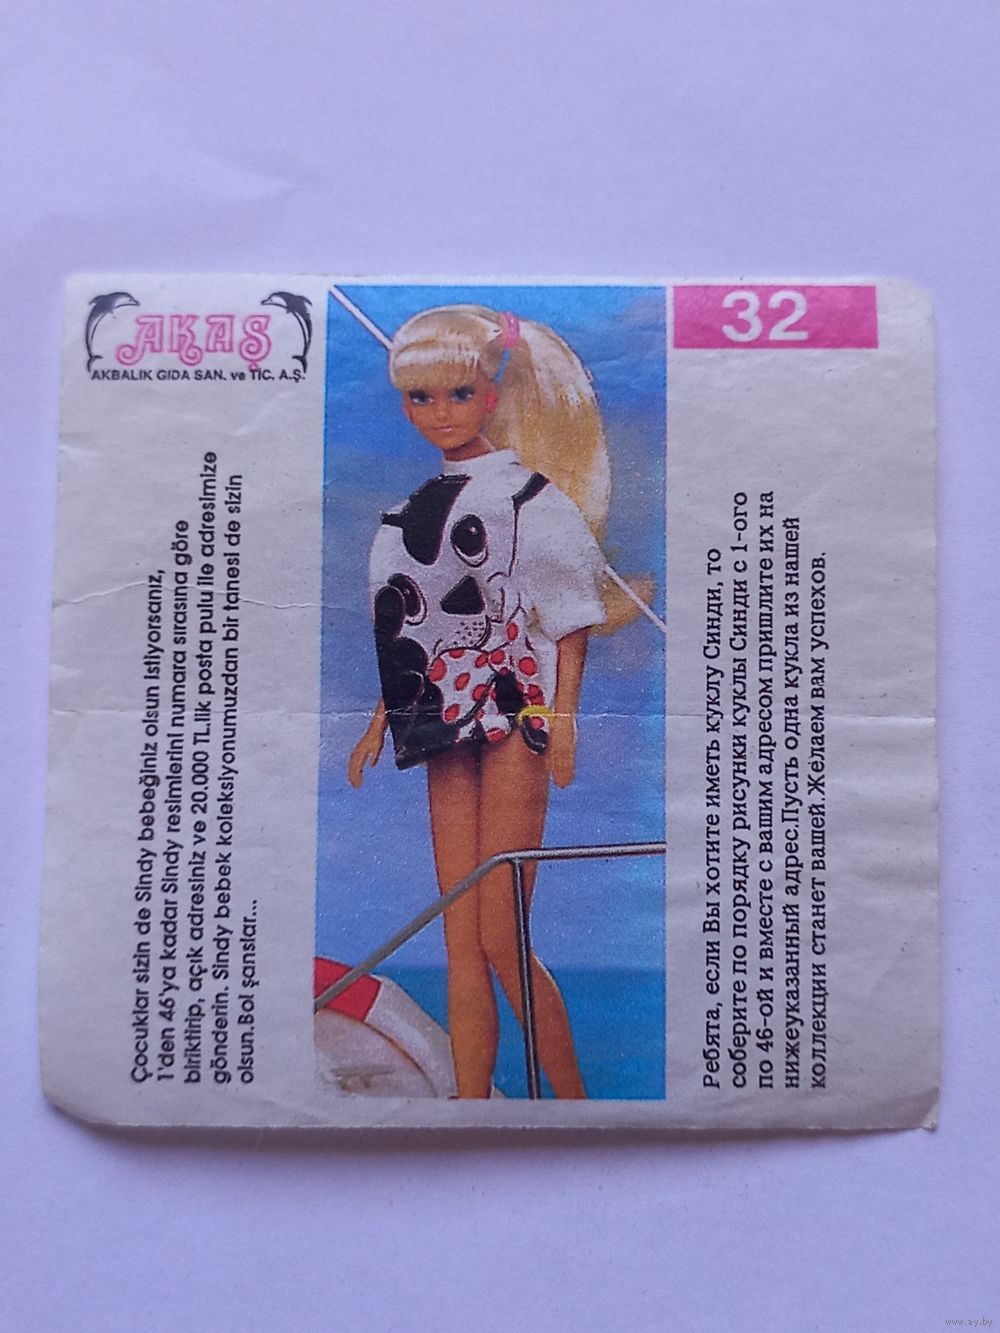 AKAŞ
AKBALIK GIDA SAN. ve TİC. A.Ş.
32
Çocuklar sizin de Sindy bebeğiniz olsun istiyorsanız,
1'den 46'ya kadar Sindy resimlerini numara sırasına göre
biriktirip, açık adresiniz ve 20.000 TL.lik posta pulu ile adresimize
gönderin. Sindy bebek koleksiyonumuzdan bir tanesi de sizin
olsun.Bol şanslar...
Ребята, если Вы хотите иметь куклу Синди, то
соберите по порядку рисунки куклы Синди с 1-ого
по 46-ой и вместе с вашим адресом пришлите их на
нижеуказанный адрес.Пусть одна кукла из нашей
коллекции станет вашей.Желаем вам успехов.
www.ay.by